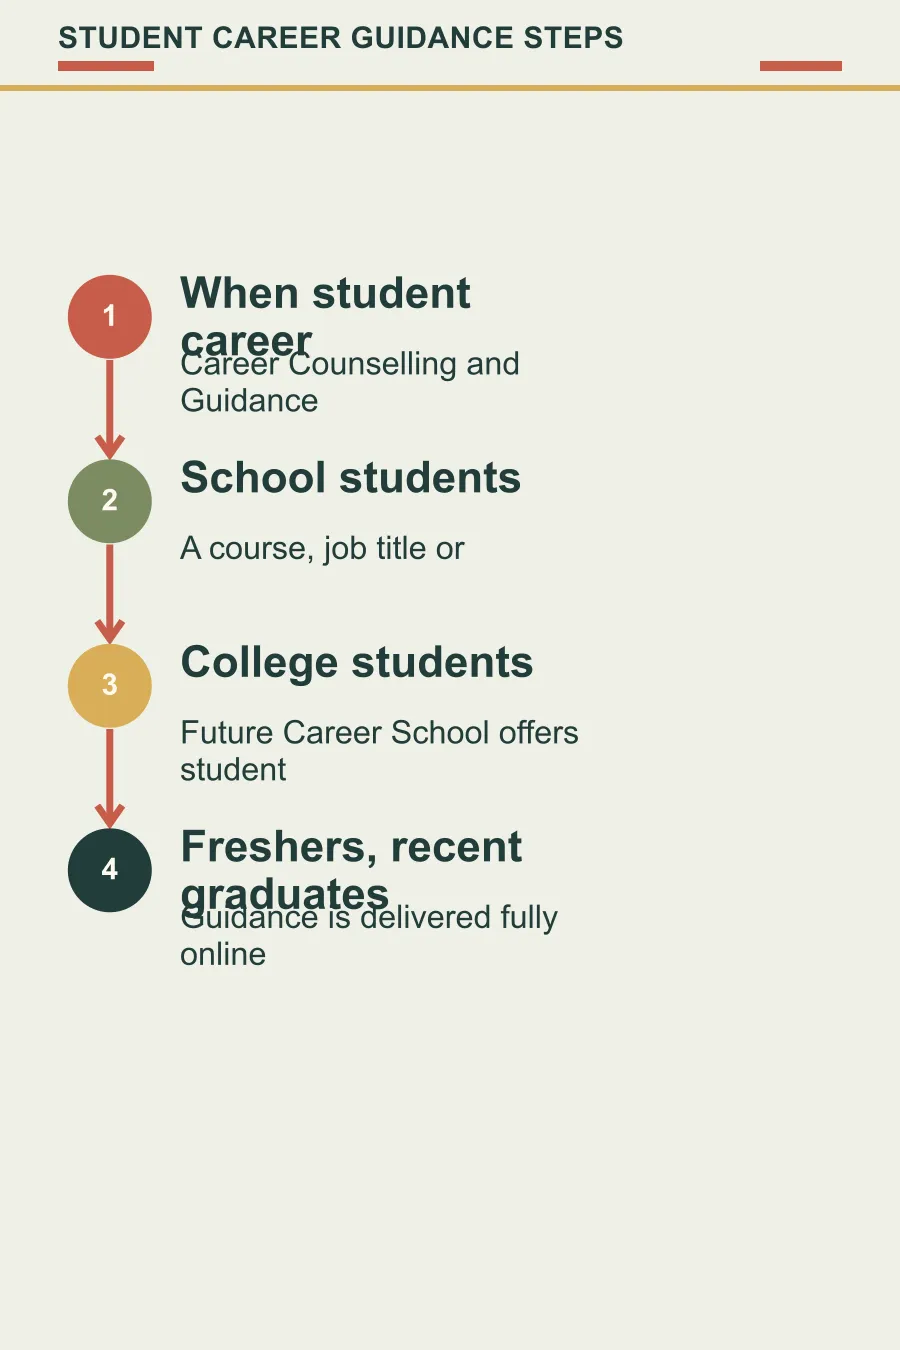 STUDENT CAREER GUIDANCE STEPS
1
When student
career
Career Counselling and
Guidance
2
School students
A course, job title or
3
College students
Future Career School offers
student
4
Freshers, recent
graduates
Guidance is delivered fully
online